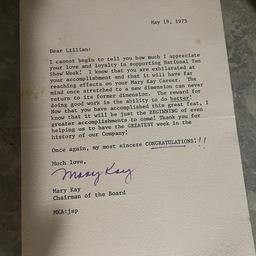 May 19, 1973
Dear Lillian:
I cannot begin to tell you how much I appreciate
your love and loyalty in supporting National Ten
Show Week! I know that you are exhilarated at
your accomplishment and that it will have far
reaching effects on your Mary Kay Career. The
mind once stretched to a new dimension can never
return to its former dimension. The reward for
doing good work is the ability to do better!
Now that you have accomplished this great feat, I
know that it will be just the BEGINNING of even
greater accomplishments to come! Thank you for
helping us to have the GREATEST week in the
history of our Company!
Once again, my most sincere CONGRATULATIONS!!!
Much love,
Mary Kay
Mary Kay
Chairman of the Board
MKA:jsp